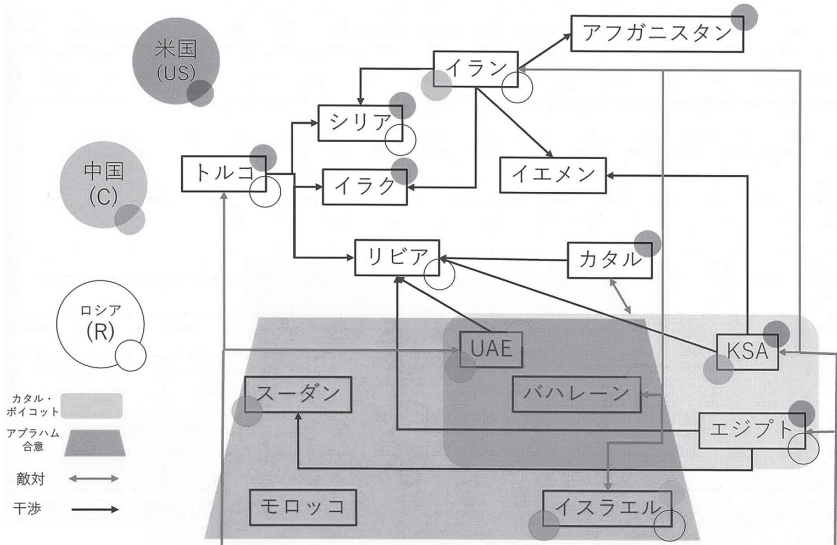 米国
(US)
アフガニスタン
イラン
シリア
中国
(C)
トルコ
イラク
イエメン
リビア
カタル
ロシア
(R)
UAE
KSA
カタル・
ボイコット
スーダン
バハレーン
エジプト
アブラハム
合意
敵対
干渉
モロッコ
イスラエル